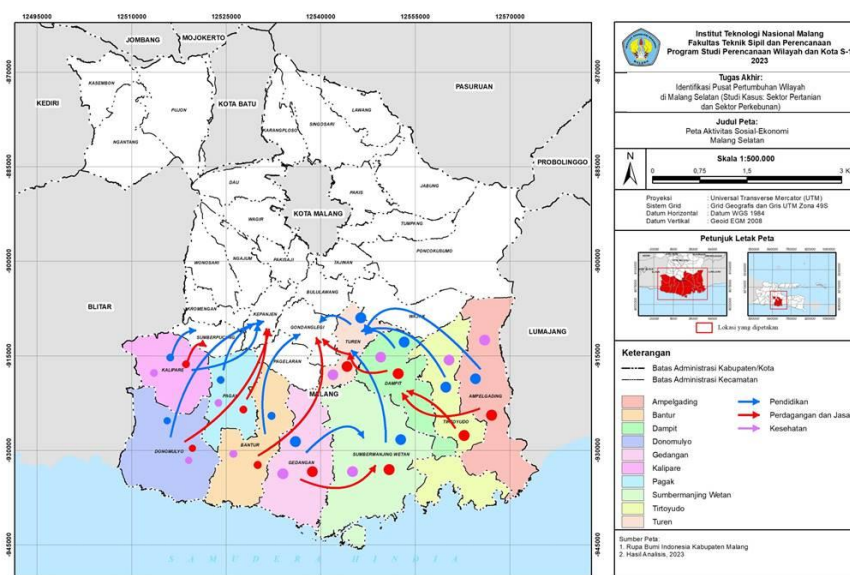 12495000
12510000
12525000
12540000
12555000
12570000
-870000
-885000
-900000
-915000
-930000
-945000
JOMBANG
MOJOKERTO
KEDIRI
KOTA BATU
PASURUAN
PROBOLINGGO
KASEMBON
PUJON
NGANTANG
KARANGPLOSO
SINGOSARI
LAWANG
DAU
KOTA MALANG
PAKIS
JABUNG
WAGIR
TUMPANG
PONCOKUSUMO
WONOSARI
NGAJUM
PAKISAJI
TAJINAN
BULULAWANG
BLITAR
KROMENGAN
KEPANJEN
SUMBERPUCUNG
GONDANGLEGI
TUREN
WAJAK
LUMAJANG
KALIPARE
PAGELARAN
PAGAK
MALANG
DAMPIT
AMPELGADING
TIRTOYUDO
DONOMULYO
BANTUR
GEDANGAN
SUMBERMANJING WETAN
SAMUDERA HINDIA
Institut Teknologi Nasional Malang
Fakultas Teknik Sipil dan Perencanaan
Program Studi Perencanaan Wilayah dan Kota S-1
2023
Tugas Akhir:
Identifikasi Pusat Pertumbuhan Wilayah
di Malang Selatan (Studi Kasus: Sektor Pertanian
dan Sektor Perkebunan)
Judul Peta:
Peta Aktivitas Sosial-Ekonomi
Malang Selatan
N
Skala 1:500.000
0 0,75 1,5 3 K
Proyeksi : Universal Transverse Mercator (UTM)
Sistem Grid : Grid Geografis dan Gris UTM Zona 49S
Datum Horizontal : Datum WGS 1984
Datum Vertikal : Geoid EGM 2008
Petunjuk Letak Peta
Lokasi yang dipetakan
Keterangan
Batas Administrasi Kabupaten/Kota
Batas Administrasi Kecamatan
Ampelgading
Bantur
Dampit
Donomulyo
Gedangan
Kalipare
Pagak
Sumbermanjing Wetan
Tirtoyudo
Turen
Pendidikan
Perdagangan dan Jasa
Kesehatan
Sumber Peta:
1. Rupa Bumi Indonesia Kabupaten Malang
2. Hasil Analisis, 2023